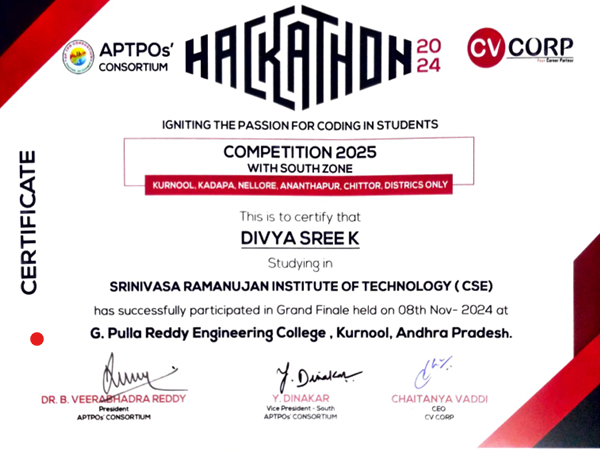 APTPOs'
CONSORTIUM
HACKATHON
20
24
CV CORP
Your Career Partner
IGNITING THE PASSION FOR CODING IN STUDENTS
COMPETITION 2025
WITH SOUTH ZONE
KURNOOL, KADAPA, NELLORE, ANANTHAPUR, CHITTOR, DISTRICS ONLY
CERTIFICATE
This is to certify that
DIVYA SREE K
Studying in
SRINIVASA RAMANUJAN INSTITUTE OF TECHNOLOGY ( CSE)
has successfully participated in Grand Finale held on 08th Nov- 2024 at
G. Pulla Reddy Engineering College , Kurnool, Andhra Pradesh.
Y. Dinakar
DR. B. VEERABHADRA REDDY
President
APTPOs' CONSORTIUM
Y. DINAKAR
Vice President - South
APTPOs' CONSORTIUM
CHAITANYA VADDI
CEO
CV CORP